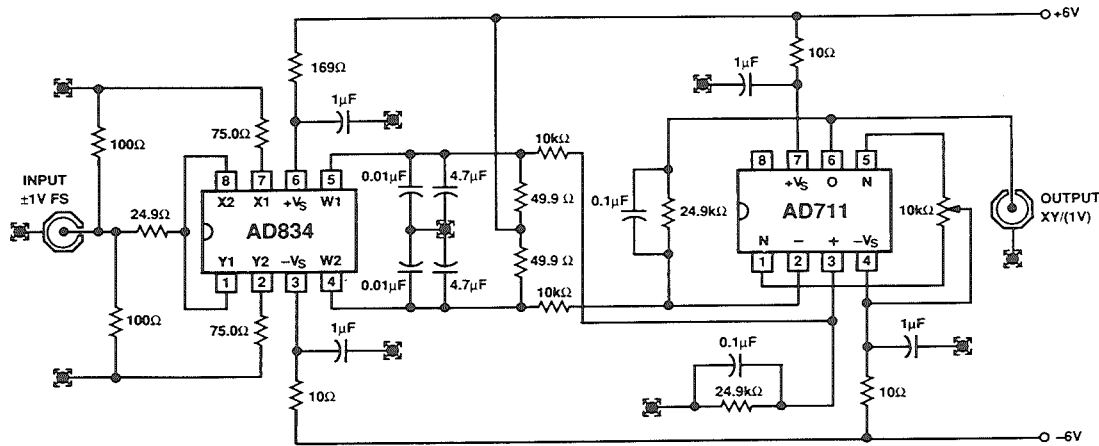 +6V
169Ω
10Ω
1μF
1μF
75.0Ω
10kΩ
100Ω
8 7 6 5
X2 X1 +VS W1
0.01μF
4.7μF
49.9 Ω
0.1μF
24.9kΩ
8 7 6 5
+VS O N
INPUT
±1V FS
24.9Ω
AD834
AD711
10kΩ
OUTPUT
XY/(1V)
Y1 Y2 –VS W2
1 2 3 4
0.01μF
4.7μF
49.9 Ω
10kΩ
N – + –VS
1 2 3 4
100Ω
75.0Ω
1μF
1μF
0.1μF
24.9kΩ
10Ω
10Ω
–6V